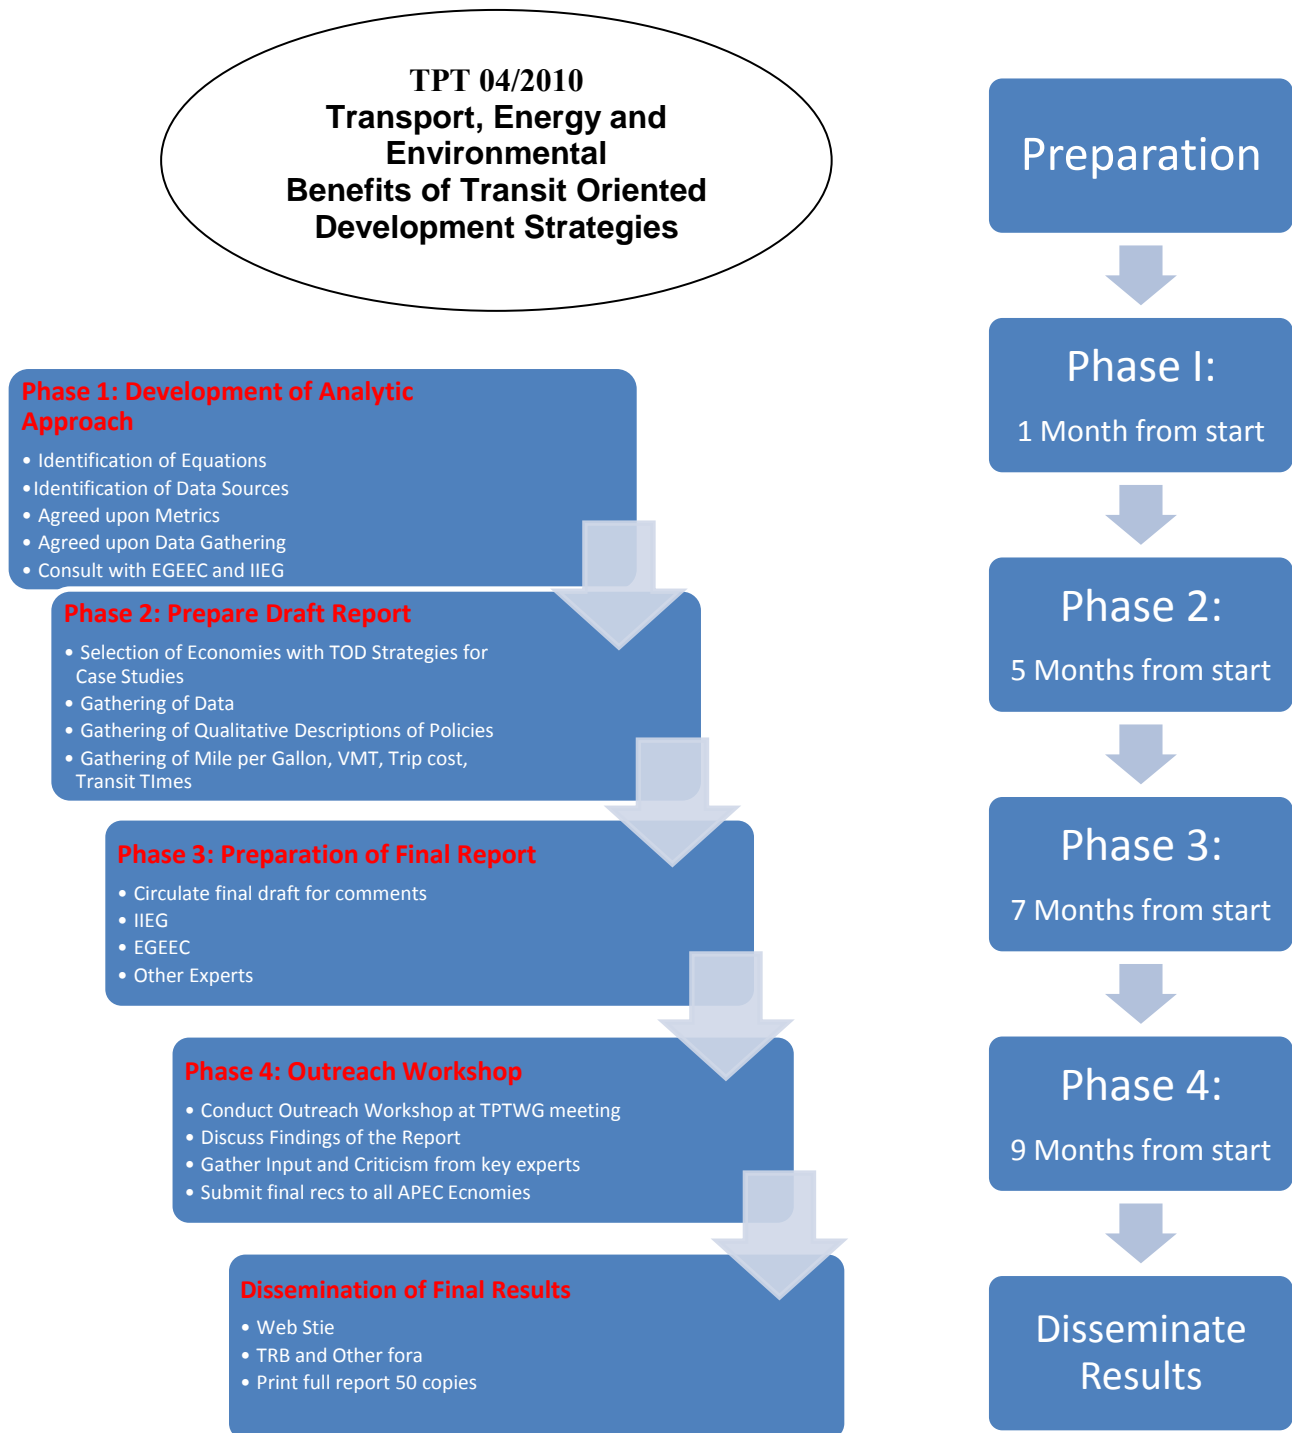 TPT 04/2010
Transport, Energy and
Environmental
Benefits of Transit Oriented
Development Strategies
Phase 1: Development of Analytic
Approach
• Identification of Equations
•Identification of Data Sources
• Agreed upon Metrics
• Agreed upon Data Gathering
• Consult with EGEEC and IIEG
Phase 2: Prepare Draft Report
• Selection of Economies with TOD Strategies for
Case Studies
• Gathering of Data
• Gathering of Qualitative Descriptions of Policies
• Gathering of Mile per Gallon, VMT, Trip cost,
Transit TImes
Phase 3: Preparation of Final Report
• Circulate final draft for comments
• IIEG
• EGEEC
• Other Experts
Phase 4: Outreach Workshop
• Conduct Outreach Workshop at TPTWG meeting
• Discuss Findings of the Report
• Gather Input and Criticism from key experts
• Submit final recs to all APEC Ecnomies
Dissemination of Final Results
• Web Stie
• TRB and Other fora
• Print full report 50 copies
Preparation
Phase I:
1 Month from start
Phase 2:
5 Months from start
Phase 3:
7 Months from start
Phase 4:
9 Months from start
Disseminate
Results